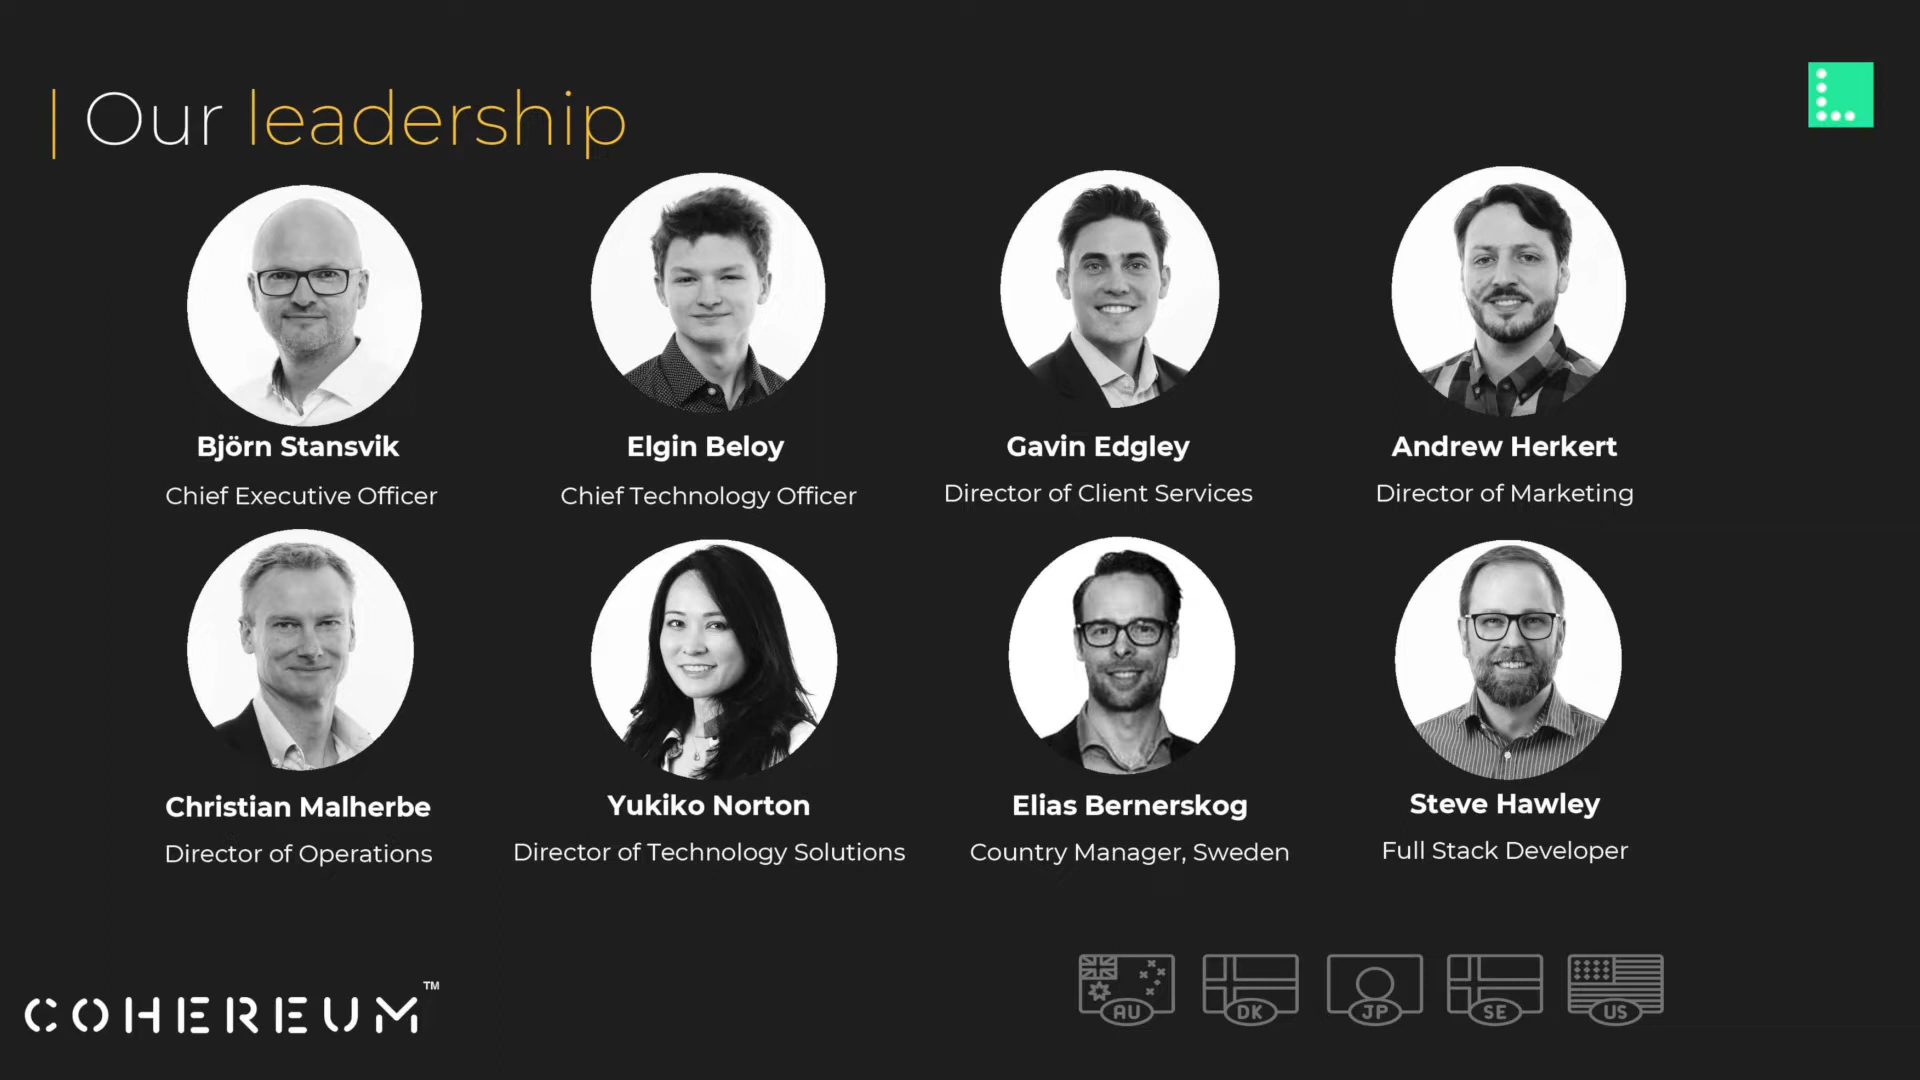 Our leadership
Björn Stansvik
Chief Executive Officer
Elgin Beloy
Chief Technology Officer
Gavin Edgley
Director of Client Services
Andrew Herkert
Director of Marketing
Christian Malherbe
Director of Operations
Yukiko Norton
Director of Technology Solutions
Elias Bernerskog
Country Manager, Sweden
Steve Hawley
Full Stack Developer
COHEREUM™
AU
DK
JP
SE
US